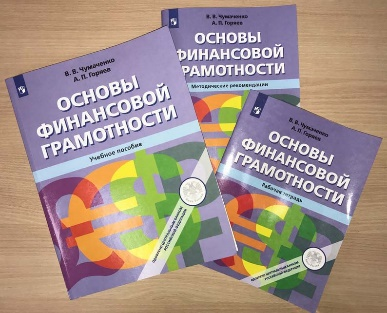 В. В. Чумаченко
А. П. Горяев
ОСНОВЫ
ФИНАНСОВОЙ
ГРАМОТНОСТИ
Учебное пособие
В. В. Чумаченко
А. П. Горяев
ОСНОВЫ
ФИНАНСОВОЙ
ГРАМОТНОСТИ
Методические рекомендации
В. В. Чумаченко
А. П. Горяев
ОСНОВЫ
ФИНАНСОВОЙ
ГРАМОТНОСТИ
Рабочая тетрадь